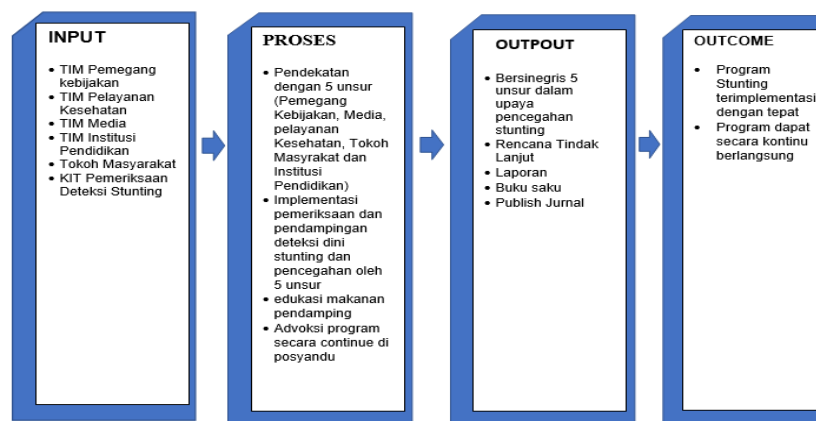 INPUT
• TIM Pemegang
kebijakan
• TIM Pelayanan
Kesehatan
• TIM Media
• TIM Institusi
Pendidikan
• Tokoh Masyarakat
• KIT Pemeriksaan
Deteksi Stunting
PROSES
• Pendekatan
dengan 5 unsur
(Pemegang
Kebijakan, Media,
pelayanan
Kesehatan, Tokoh
Masyrakat dan
Institusi
Pendidikan)
• Implementasi
pemeriksaan dan
pendampingan
deteksi dini
stunting dan
pencegahan oleh
5 unsur
• edukasi makanan
pendamping
• Advoksi program
secara continue di
posyandu
OUTPOUT
• Bersinegris 5
unsur dalam
upaya
pencegahan
stunting
• Rencana Tindak
Lanjut
• Laporan
• Buku saku
• Publish Jurnal
OUTCOME
• Program
Stunting
terimplementasi
dengan tepat
• Program dapat
secara kontinu
berlangsung